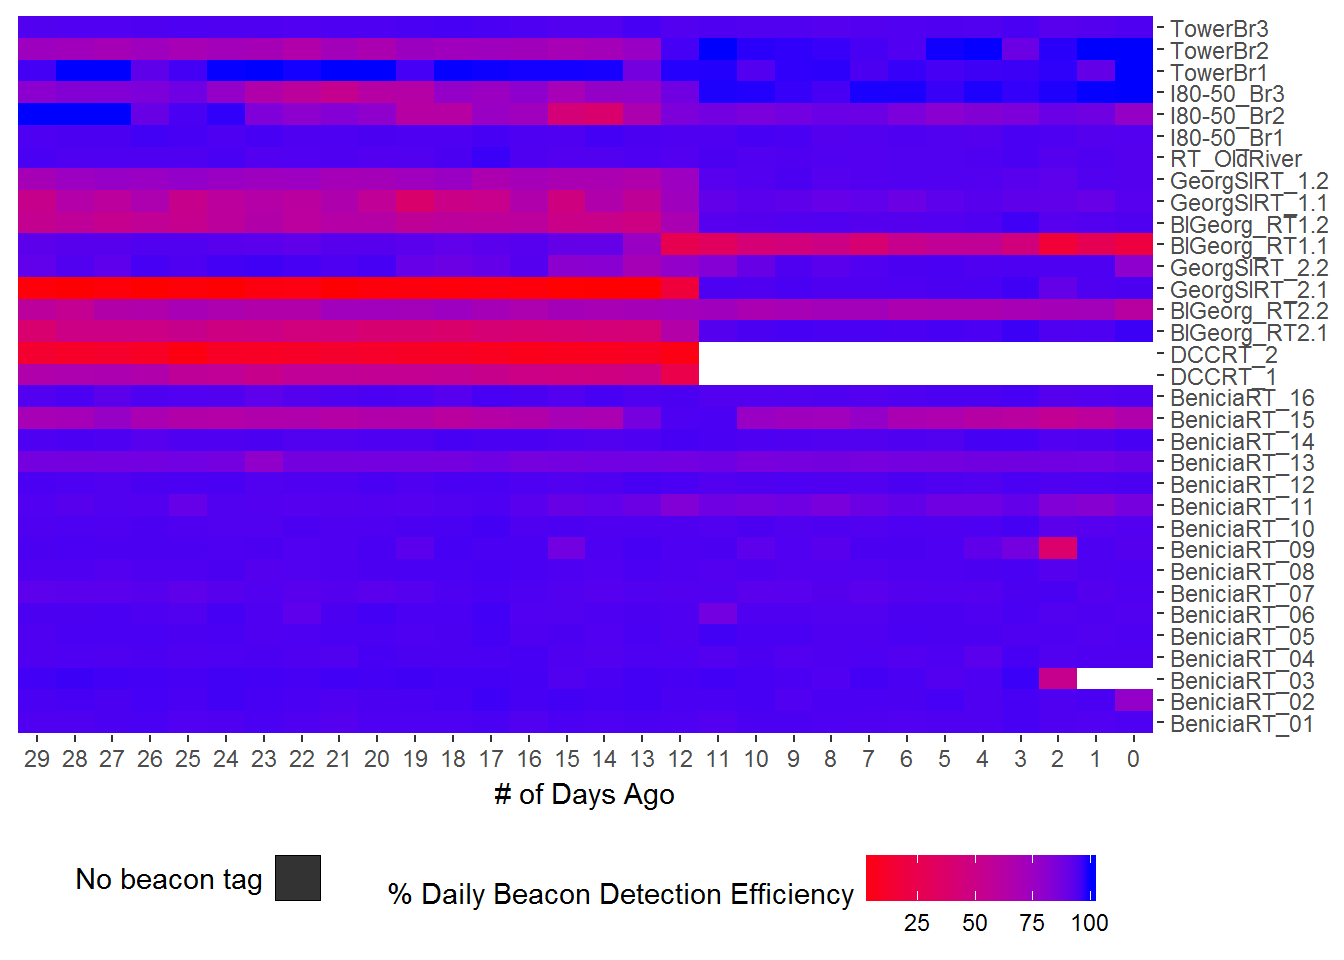 TowerBr3
TowerBr2
TowerBr1
I80-50_Br3
I80-50_Br2
I80-50_Br1
RT_OldRiver
GeorgSlRT_1.2
GeorgSlRT_1.1
BlGeorg_RT1.2
BlGeorg_RT1.1
GeorgSlRT_2.2
GeorgSlRT_2.1
BlGeorg_RT2.2
BlGeorg_RT2.1
DCCRT_2
DCCRT_1
BeniciaRT_16
BeniciaRT_15
BeniciaRT_14
BeniciaRT_13
BeniciaRT_12
BeniciaRT_11
BeniciaRT_10
BeniciaRT_09
BeniciaRT_08
BeniciaRT_07
BeniciaRT_06
BeniciaRT_05
BeniciaRT_04
BeniciaRT_03
BeniciaRT_02
BeniciaRT_01
29 28 27 26 25 24 23 22 21 20 19 18 17 16 15 14 13 12 11 10 9 8 7 6 5 4 3 2 1 0
# of Days Ago
No beacon tag
% Daily Beacon Detection Efficiency
25 50 75 100